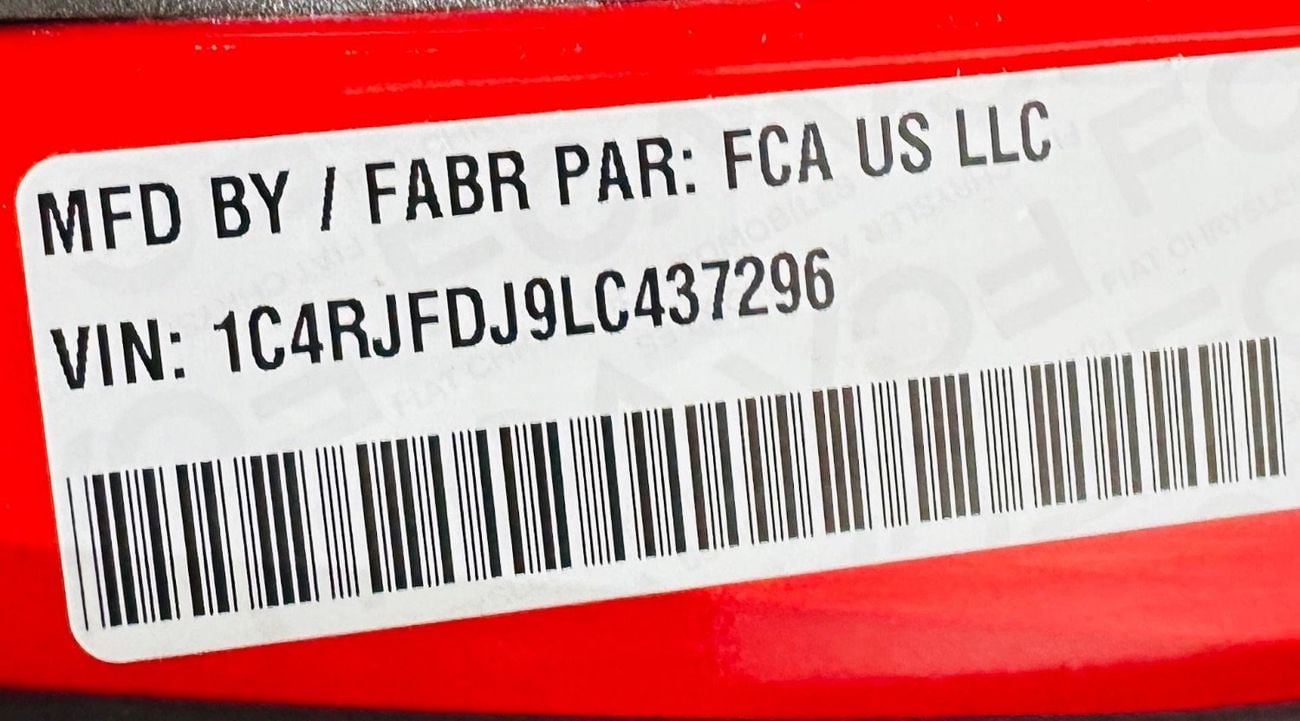 MFD BY / FABR PAR: FCA US LLC
VIN: 1C4RJFDJ9LC437296